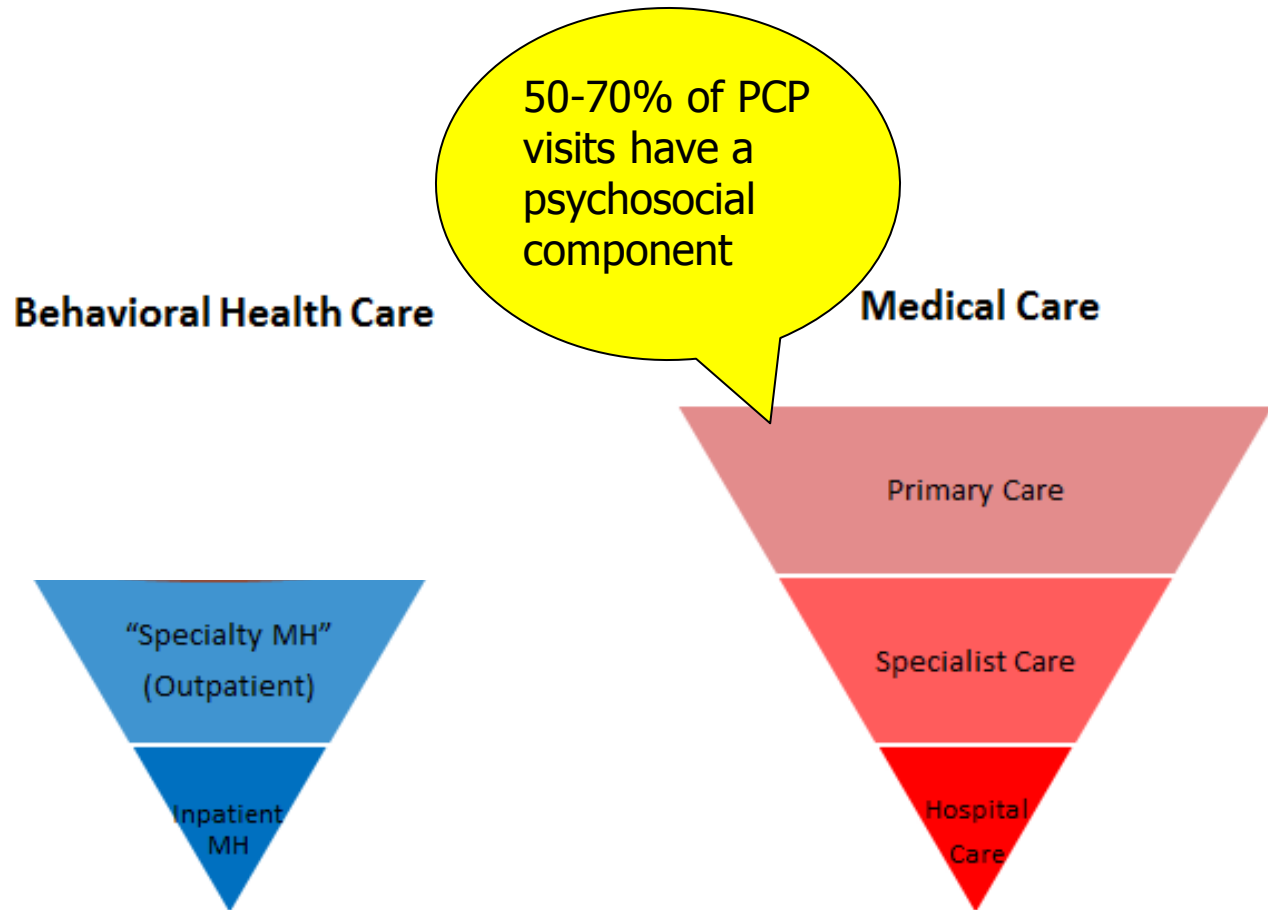 50-70% of PCP
visits have a
psychosocial
component
Behavioral Health Care
Medical Care
Primary Care
“Specialty MH”
(Outpatient)
Specialist Care
Inpatient
MH
Hospital
Care